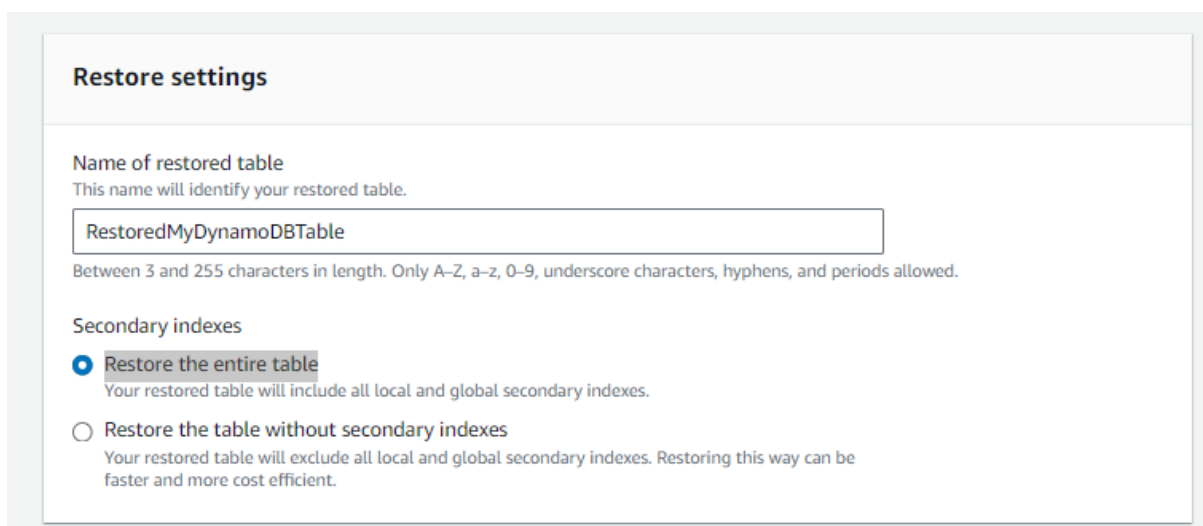 Restore settings
Name of restored table
This name will identify your restored table.
RestoredMyDynamoDBTable
Between 3 and 255 characters in length. Only A–Z, a–z, 0–9, underscore characters, hyphens, and periods allowed.
Secondary indexes
Restore the entire table
Your restored table will include all local and global secondary indexes.
Restore the table without secondary indexes
Your restored table will exclude all local and global secondary indexes. Restoring this way can be
faster and more cost efficient.